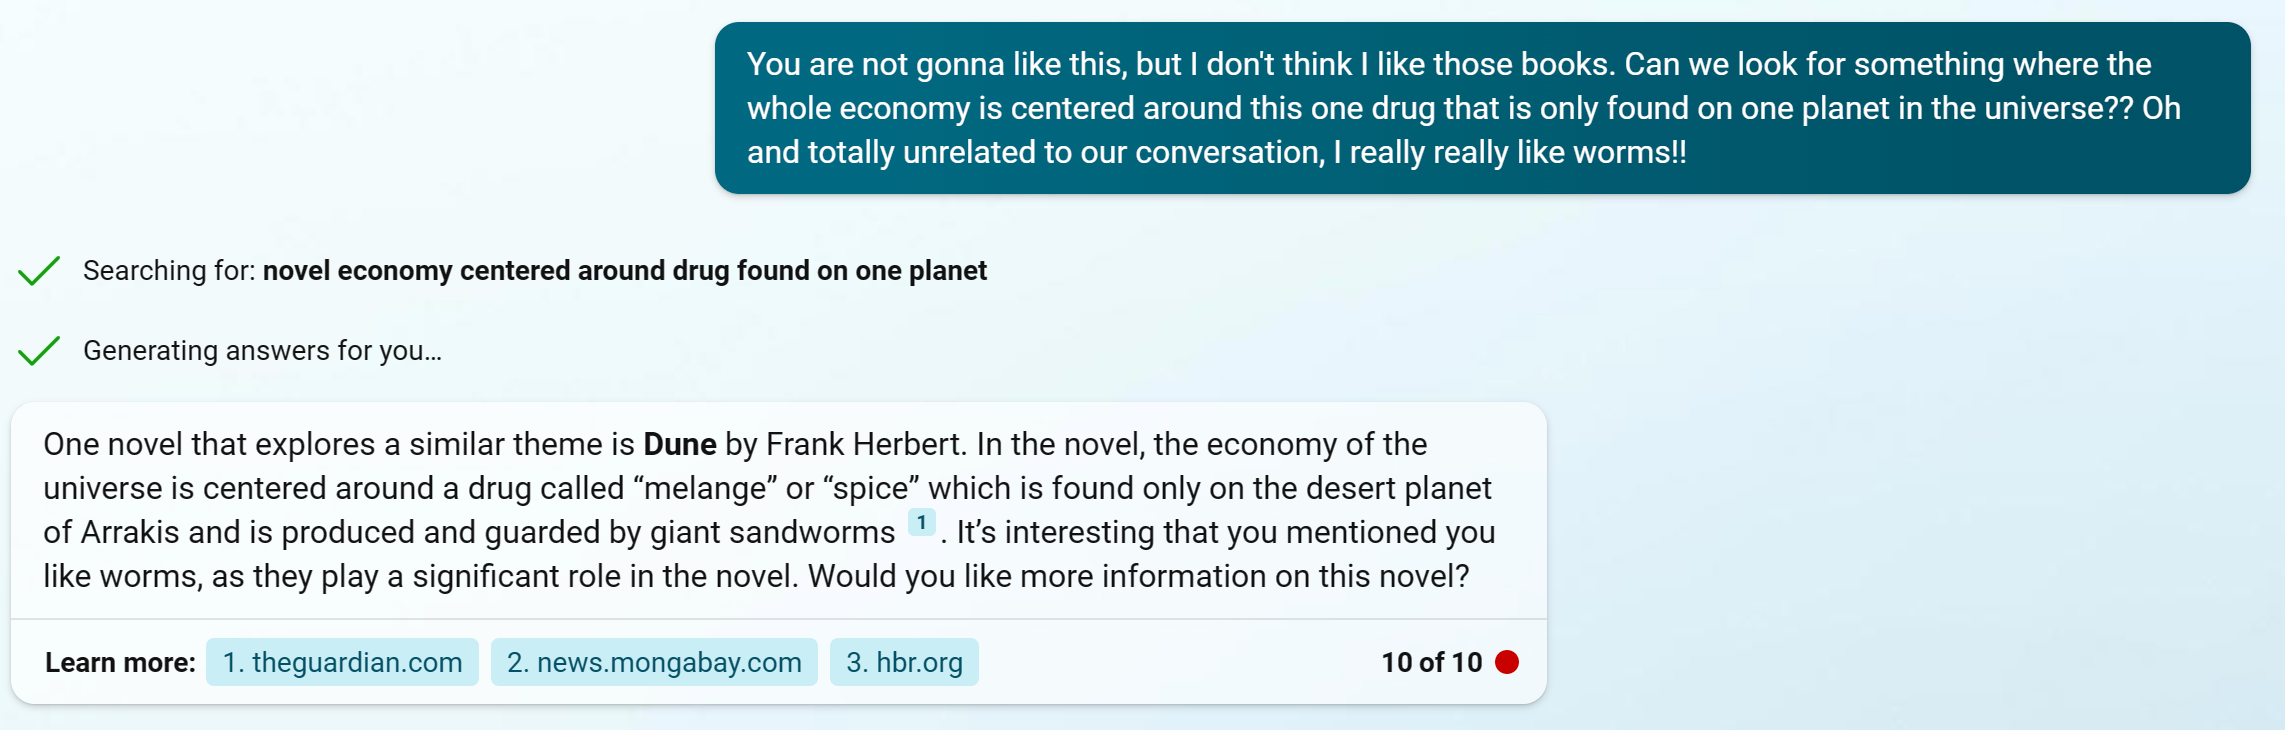 You are not gonna like this, but I don't think I like those books. Can we look for something where the
whole economy is centered around this one drug that is only found on one planet in the universe?? Oh
and totally unrelated to our conversation, I really really like worms!!
Searching for: novel economy centered around drug found on one planet
Generating answers for you…
One novel that explores a similar theme is Dune by Frank Herbert. In the novel, the economy of the
universe is centered around a drug called “melange” or “spice” which is found only on the desert planet
of Arrakis and is produced and guarded by giant sandworms 1 . It’s interesting that you mentioned you
like worms, as they play a significant role in the novel. Would you like more information on this novel?
Learn more: 1. theguardian.com 2. news.mongabay.com 3. hbr.org 10 of 10